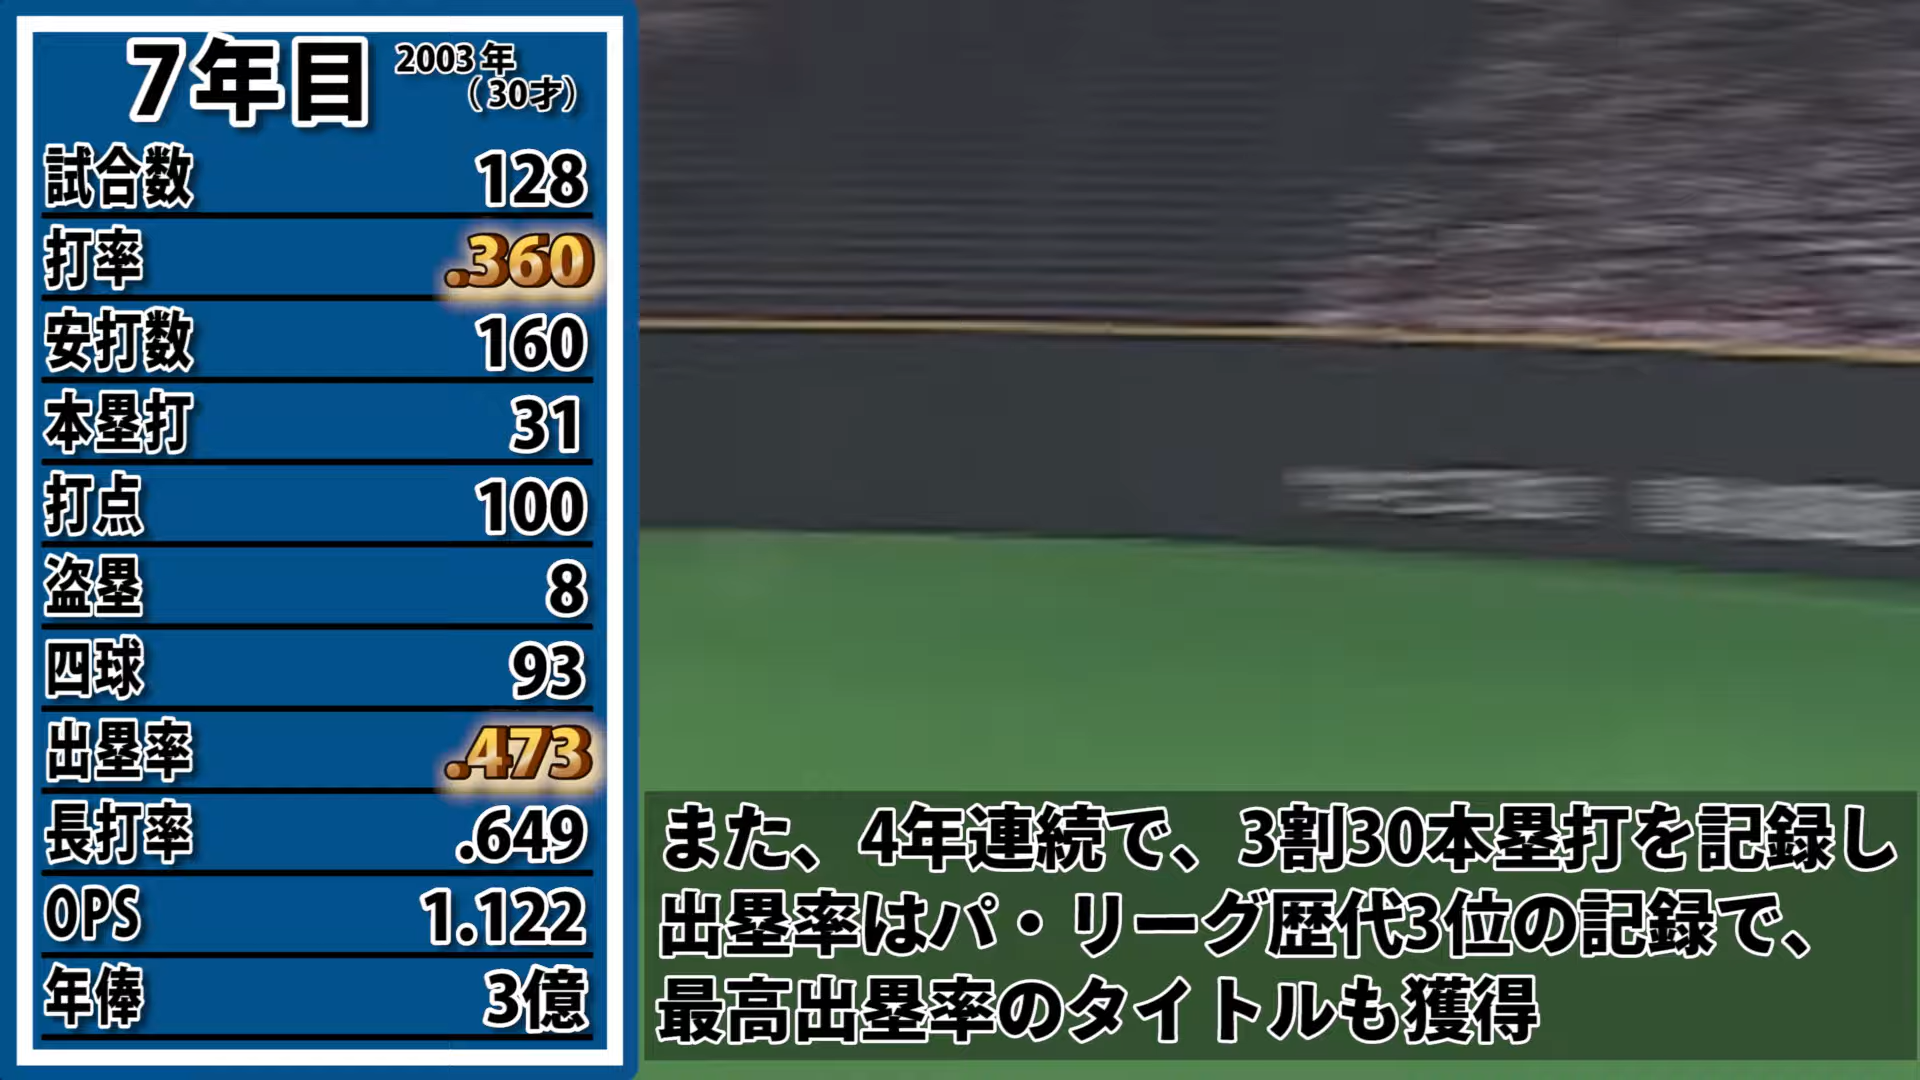 7年目 2003年
(30才)
試合数 128
打率 .360
安打数 160
本塁打 31
打点 100
盗塁 8
四球 93
出塁率 .473
長打率 .649
OPS 1.122
年俸 3億
また、4年連続で、3割30本塁打を記録し
出塁率はパ・リーグ歴代3位の記録で、
最高出塁率のタイトルも獲得